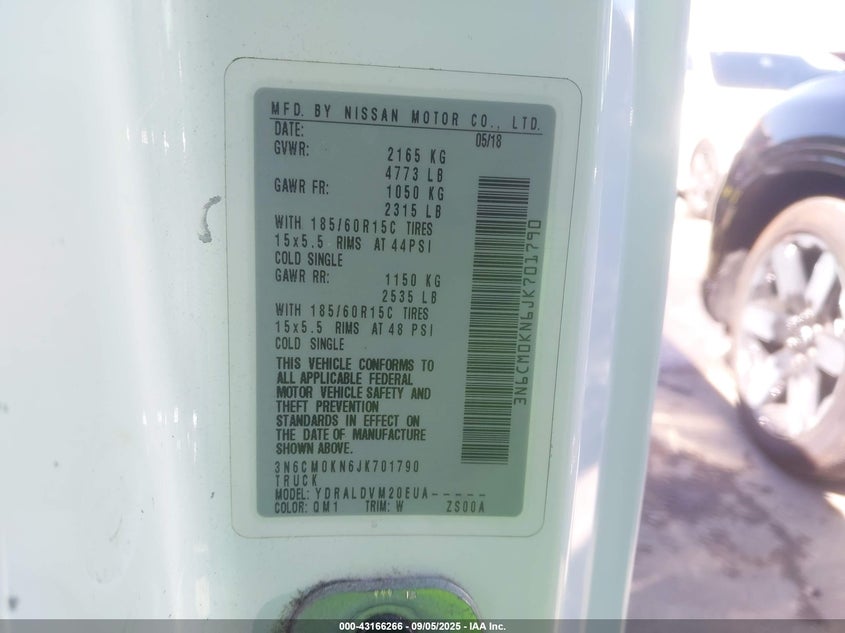 MFD. BY NISSAN MOTOR CO., LTD.
DATE: 05/18
GVWR: 2165 KG
4773 LB
GAWR FR: 1050 KG
2315 LB
WITH 185/60R15C TIRES
15x5.5 RIMS AT 44PSI
COLD SINGLE
GAWR RR: 1150 KG
2535 LB
WITH 185/60R15C TIRES
15x5.5 RIMS AT 48 PSI
COLD SINGLE
THIS VEHICLE CONFORMS TO
ALL APPLICABLE FEDERAL
MOTOR VEHICLE SAFETY AND
THEFT PREVENTION
STANDARDS IN EFFECT ON
THE DATE OF MANUFACTURE
SHOWN ABOVE.
3N6CM0KN6JK701790
TRUCK
MODEL: YDRALDVM20EUA-----
COLOR: QM1 TRIM: W ZS00A
3N6CM0KN6JK701790
000-43166266 - 09/05/2025 - IAA Inc.